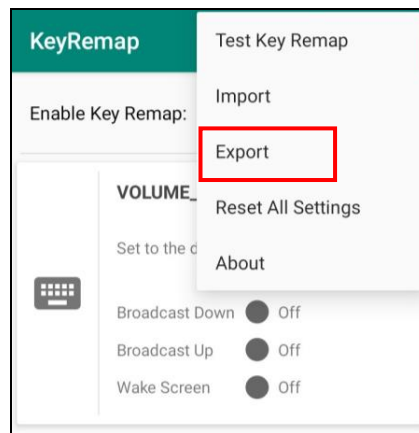 KeyRemap
Test Key Remap
Import
Enable Key Remap:
Export
VOLUME_
Reset All Settings
Set to the
About
Broadcast Down Off
Broadcast Up Off
Wake Screen Off